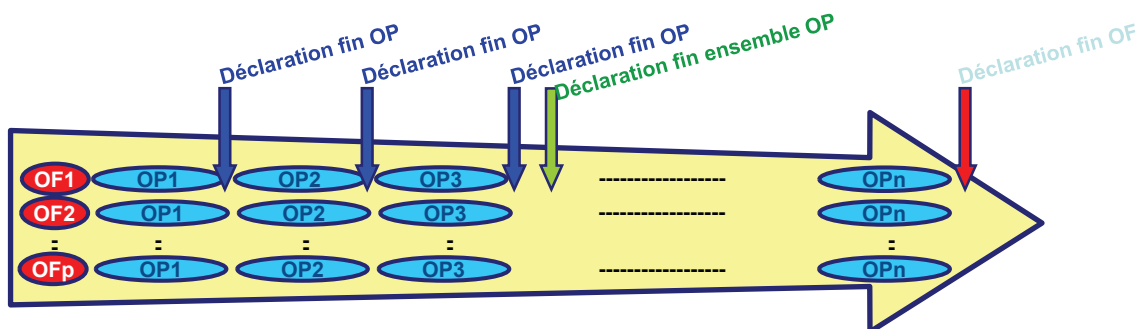 Déclaration fin OP
Déclaration fin OP
Déclaration fin OP
Déclaration fin ensemble OP
Déclaration fin OF
OF1 OP1 OP2 OP3 ------------------ OPn
OF2 OP1 OP2 OP3 ------------------ OPn
: : : : :
OFp OP1 OP2 OP3 ------------------ OPn